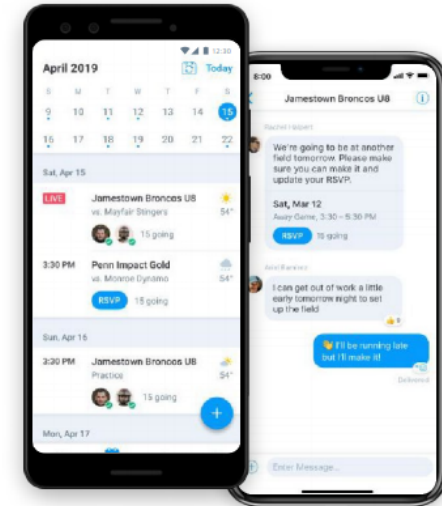 12:30
April 2019
Today
S M T W T F S
9 10 11 12 13 14 15
16 17 18 19 20 21 22
Sat, Apr 15
LIVE
Jamestown Broncos U8
vs. Mayfair Stingers
54°
15 going
3:30 PM
Penn Impact Gold
vs. Monroe Dynamo
54°
RSVP
15 going
Sun, Apr 16
3:30 PM
Jamestown Broncos U8
Practice
54°
15 going
+
Mon, Apr 17
8:00
Jamestown Broncos U8
We're going to be at another
field tomorrow. Please make
sure you can make it and
update your RSVP.
Sat, Mar 12
Away Game, 3:30 – 5:30 PM
RSVP
15 going
I can get out of work a little
early tomorrow night to set
up the field
I'll be running late
but I'll make it!
Delivered
Enter Message...